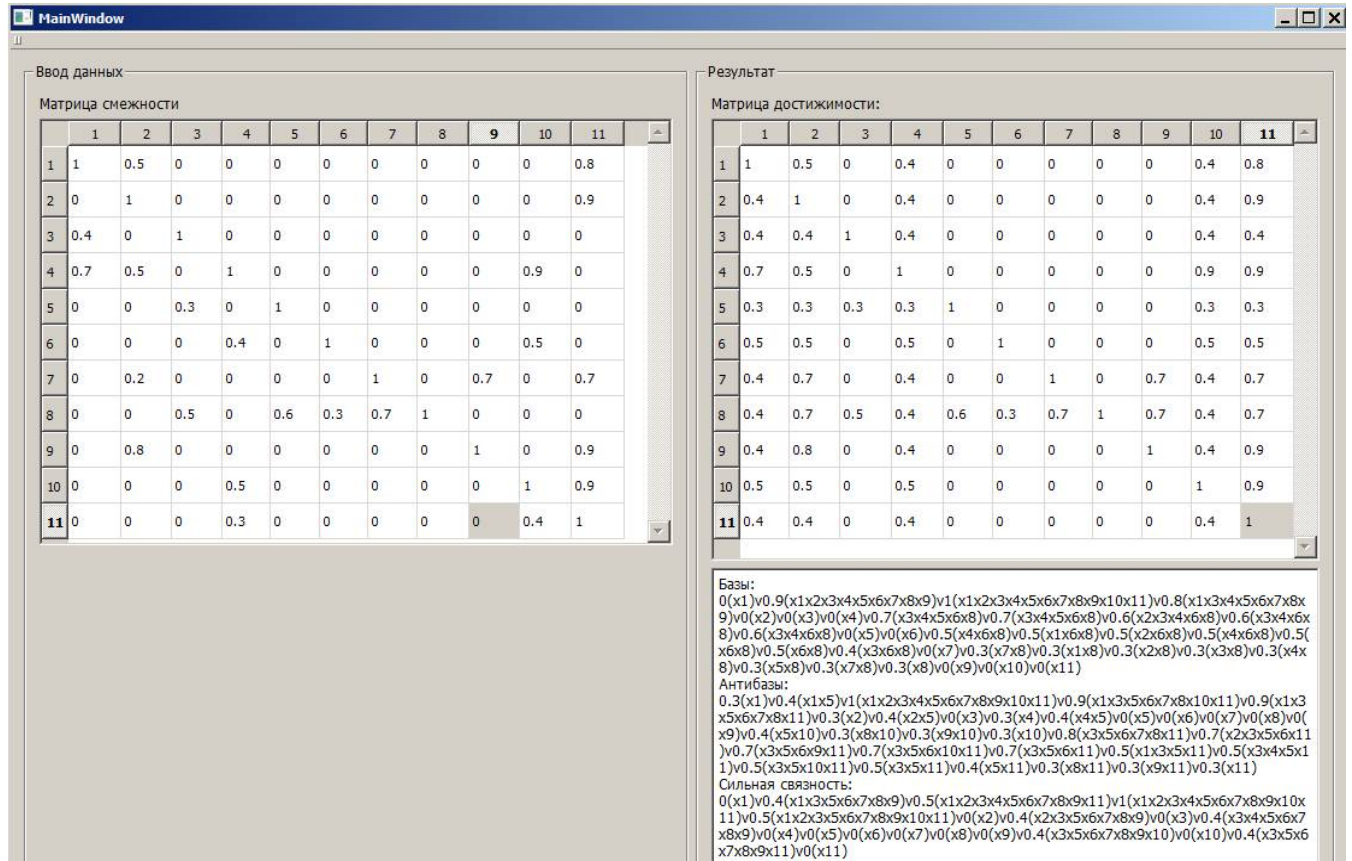 MainWindow
Ввод данных
Матрица смежности
1 2 3 4 5 6 7 8 9 10 11
1 1 0.5 0 0 0 0 0 0 0 0 0.8
2 0 1 0 0 0 0 0 0 0 0 0.9
3 0.4 0 1 0 0 0 0 0 0 0 0
4 0.7 0.5 0 1 0 0 0 0 0 0.9 0
5 0 0 0.3 0 1 0 0 0 0 0 0
6 0 0 0 0.4 0 1 0 0 0 0.5 0
7 0 0.2 0 0 0 0 1 0 0.7 0 0.7
8 0 0 0.5 0 0.6 0.3 0.7 1 0 0 0
9 0 0.8 0 0 0 0 0 0 1 0 0.9
10 0 0 0 0.5 0 0 0 0 0 1 0.9
11 0 0 0 0.3 0 0 0 0 0 0.4 1
Результат
Матрица достижимости:
1 2 3 4 5 6 7 8 9 10 11
1 1 0.5 0 0.4 0 0 0 0 0 0.4 0.8
2 0.4 1 0 0.4 0 0 0 0 0 0.4 0.9
3 0.4 0.4 1 0.4 0 0 0 0 0 0.4 0.4
4 0.7 0.5 0 1 0 0 0 0 0 0.9 0.9
5 0.3 0.3 0.3 0.3 1 0 0 0 0 0.3 0.3
6 0.5 0.5 0 0.5 0 1 0 0 0 0.5 0.5
7 0.4 0.7 0 0.4 0 0 1 0 0.7 0.4 0.7
8 0.4 0.7 0.5 0.4 0.6 0.3 0.7 1 0.7 0.4 0.7
9 0.4 0.8 0 0.4 0 0 0 0 1 0.4 0.9
10 0.5 0.5 0 0.5 0 0 0 0 0 1 0.9
11 0.4 0.4 0 0.4 0 0 0 0 0 0.4 1
Базы:
0(x1)v0.9(x1x2x3x4x5x6x7x8x9)v1(x1x2x3x4x5x6x7x8x9x10x11)v0.8(x1x3x4x5x6x7x8x
9)v0(x2)v0(x3)v0(x4)v0.7(x3x4x5x6x8)v0.7(x3x4x5x6x8)v0.6(x2x3x4x6x8)v0.6(x3x4x6x
8)v0.6(x3x4x6x8)v0(x5)v0(x6)v0.5(x4x6x8)v0.5(x1x6x8)v0.5(x2x6x8)v0.5(x4x6x8)v0.5(
x6x8)v0.5(x6x8)v0.4(x3x6x8)v0(x7)v0.3(x7x8)v0.3(x1x8)v0.3(x2x8)v0.3(x3x8)v0.3(x4x
8)v0.3(x5x8)v0.3(x7x8)v0.3(x8)v0(x9)v0(x10)v0(x11)
Антибазы:
0.3(x1)v0.4(x1x5)v1(x1x2x3x4x5x6x7x8x9x10x11)v0.9(x1x3x5x6x7x8x10x11)v0.9(x1x3
x5x6x7x8x11)v0.3(x2)v0.4(x2x5)v0(x3)v0.3(x4)v0.4(x4x5)v0(x5)v0(x6)v0(x7)v0(x8)v0(
x9)v0.4(x5x10)v0.3(x8x10)v0.3(x9x10)v0.3(x10)v0.8(x3x5x6x7x8x11)v0.7(x2x3x5x6x11
)v0.7(x3x5x6x9x11)v0.7(x3x5x6x10x11)v0.7(x3x5x6x11)v0.5(x1x3x5x11)v0.5(x3x4x5x1
1)v0.5(x3x5x10x11)v0.5(x3x5x11)v0.4(x5x11)v0.3(x8x11)v0.3(x9x11)v0.3(x11)
Сильная связность:
0(x1)v0.4(x1x3x5x6x7x8x9)v0.5(x1x2x3x4x5x6x7x8x9x11)v1(x1x2x3x4x5x6x7x8x9x10x
11)v0.5(x1x2x3x5x6x7x8x9x10x11)v0(x2)v0.4(x2x3x5x6x7x8x9)v0(x3)v0.4(x3x4x5x6x7
x8x9)v0(x4)v0(x5)v0(x6)v0(x7)v0(x8)v0(x9)v0.4(x3x5x6x7x8x9x10)v0(x10)v0.4(x3x5x6
x7x8x9x11)v0(x11)